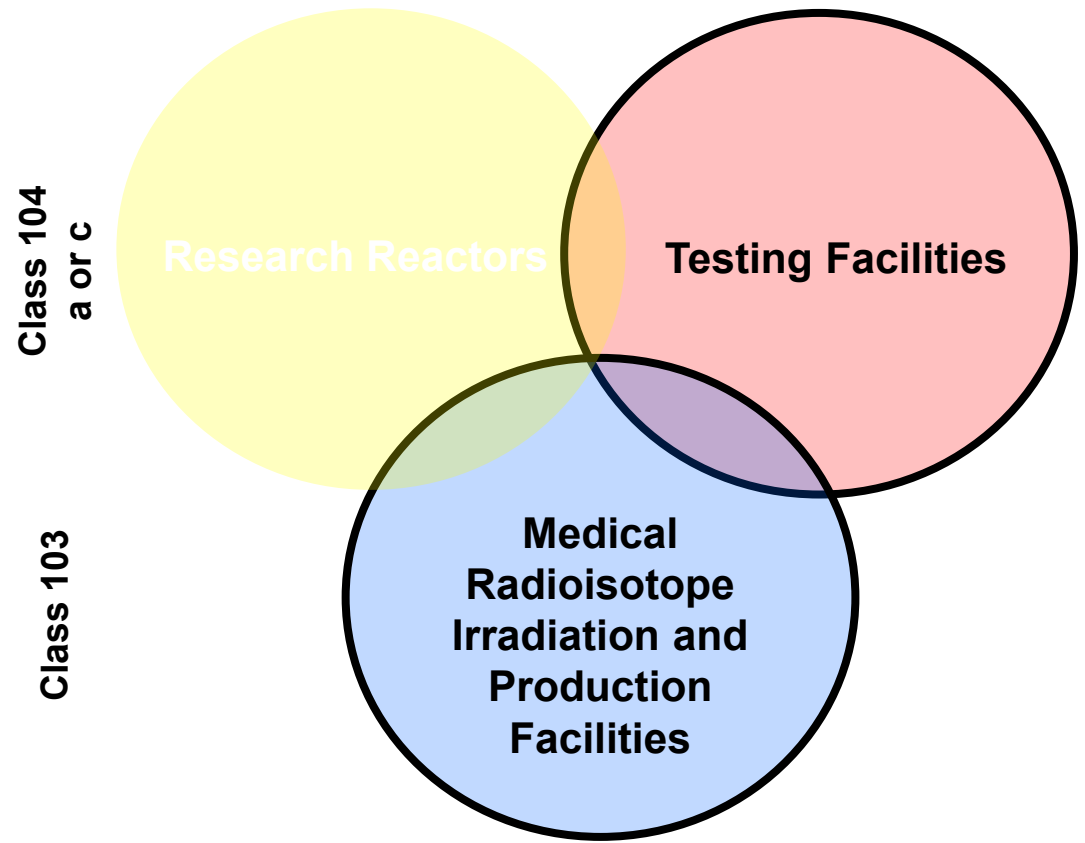 Class 104
a or c
Research Reactors
Testing Facilities
Class 103
Medical
Radioisotope
Irradiation and
Production
Facilities